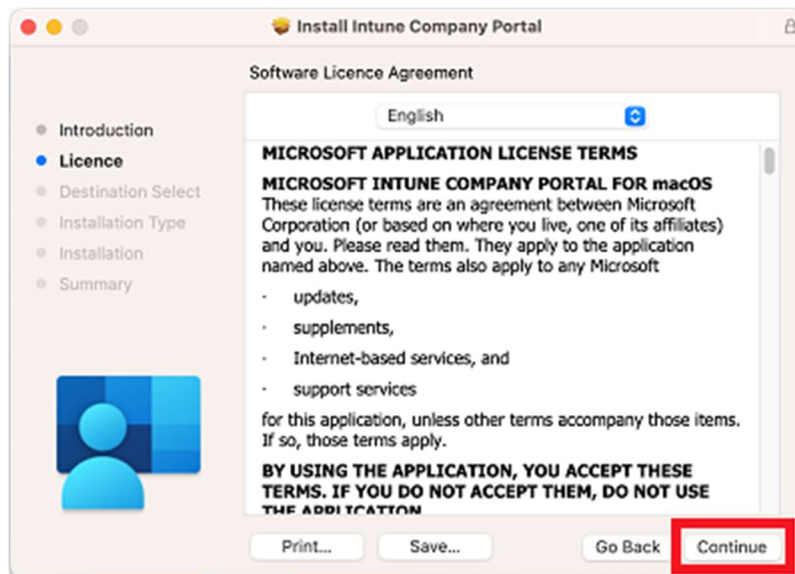 Install Intune Company Portal
Software Licence Agreement
Introduction
Licence
Destination Select
Installation Type
Installation
Summary
English
MICROSOFT APPLICATION LICENSE TERMS
MICROSOFT INTUNE COMPANY PORTAL FOR macOS
These license terms are an agreement between Microsoft
Corporation (or based on where you live, one of its affiliates)
and you. Please read them. They apply to the application
named above. The terms also apply to any Microsoft
· updates,
· supplements,
· Internet-based services, and
· support services
for this application, unless other terms accompany those items.
If so, those terms apply.
BY USING THE APPLICATION, YOU ACCEPT THESE
TERMS. IF YOU DO NOT ACCEPT THEM, DO NOT USE
THE APPLICATION
Print...
Save...
Go Back
Continue